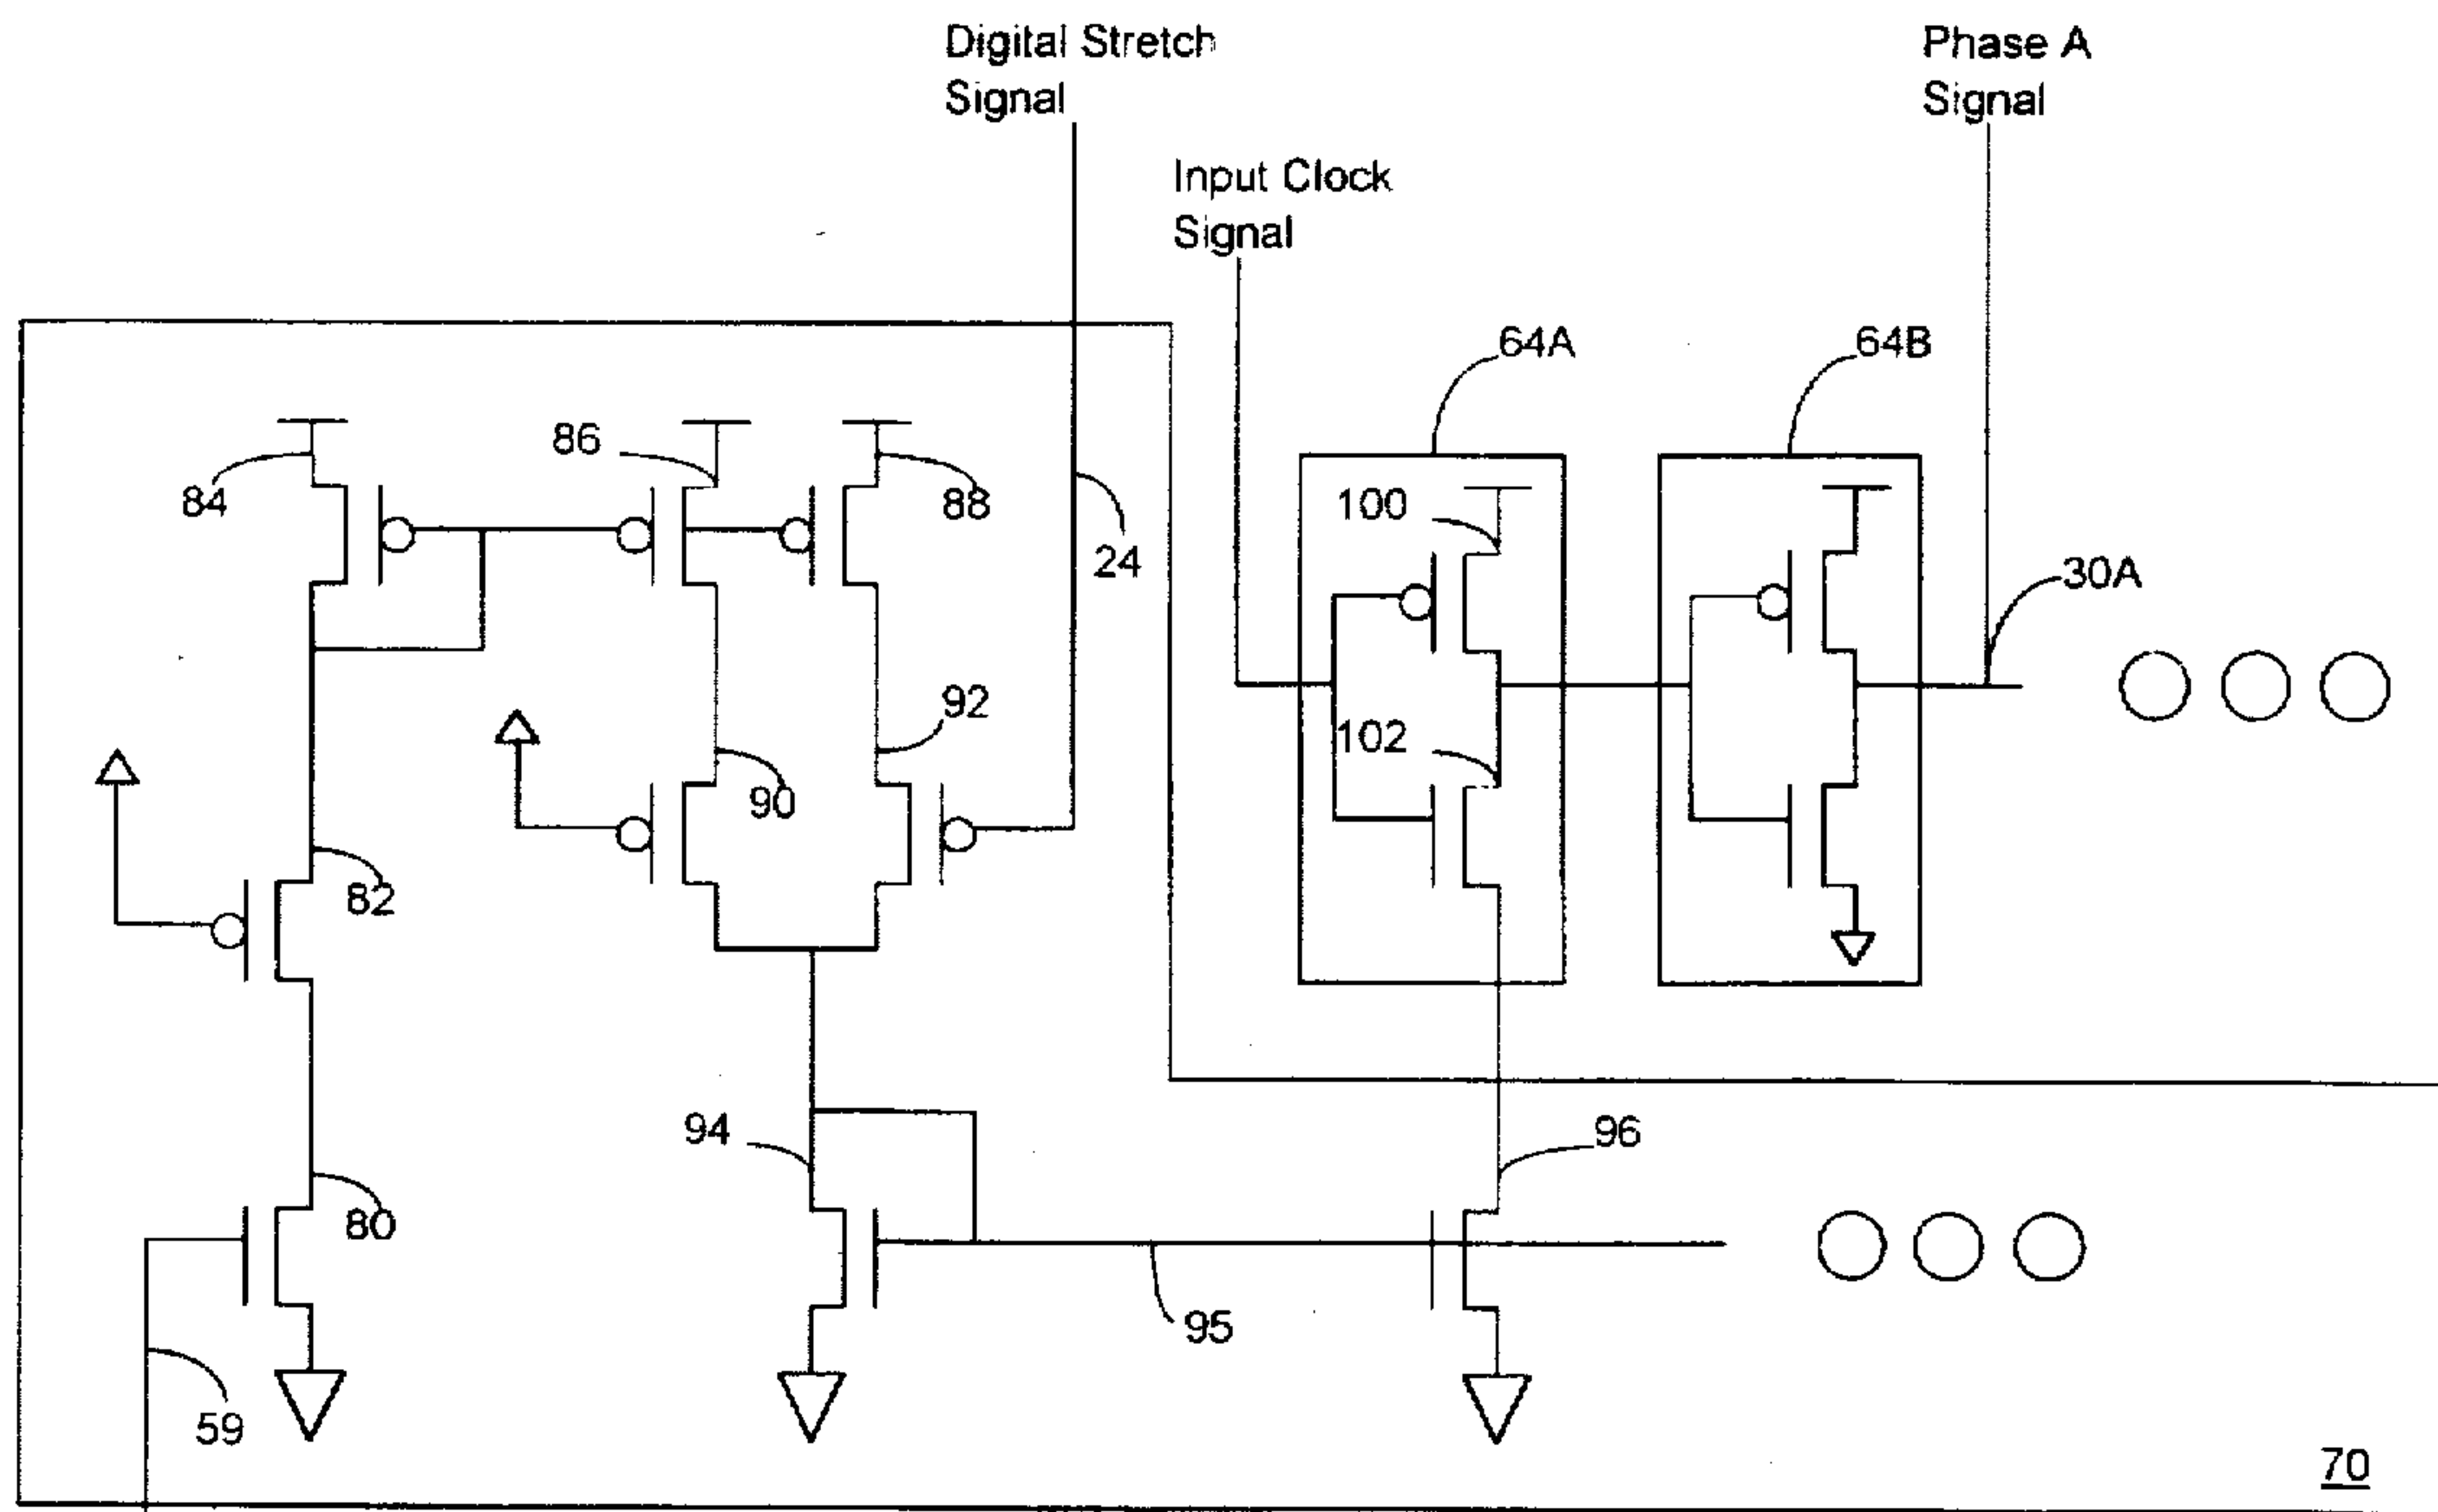 Digital Stretch
Signal
Phase A
Signal
Input Clock
Signal
64A
64B
84
86
88
24
100
30A
92
102
90
82
94
96
80
95
59
70